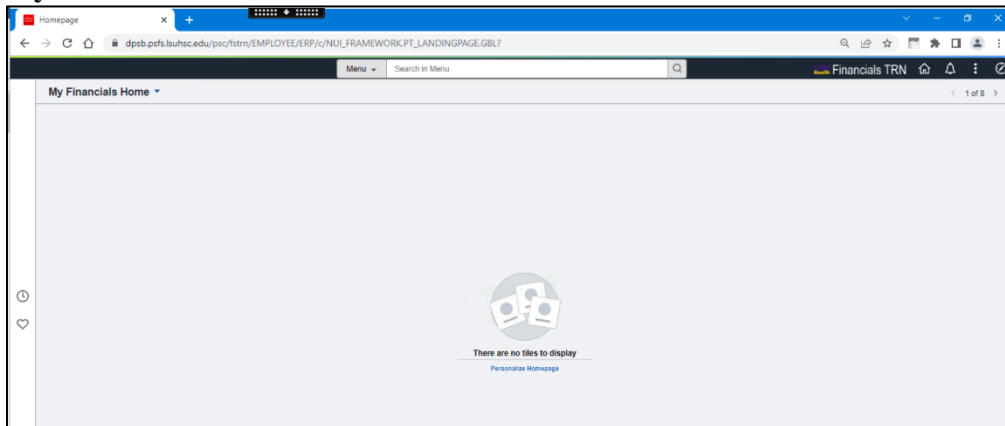 Homepage
dpsb.psfs.lsuhsc.edu/psc/fstrn/EMPLOYEE/ERP/c/NUI_FRAMEWORK.PT_LANDINGPAGE.GBL?
Menu Search in Menu Health Financials TRN
My Financials Home 1 of 8
There are no tiles to display
Personalize Homepage